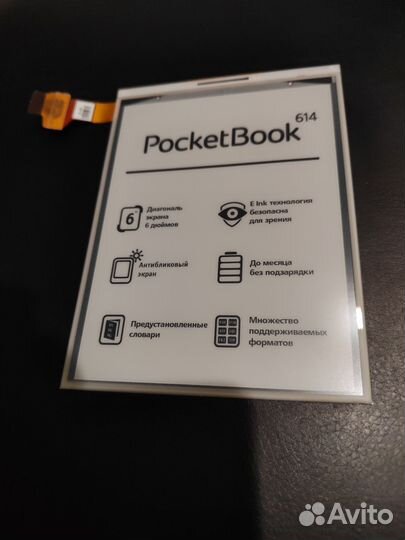 PocketBook 614
6"
Диагональ
экрана
6 дюймов
E Ink технология
безопасна
для зрения
Антибликовый
экран
До месяца
без подзарядки
Предустановленные
словари
Множество
поддерживаемых
форматов
Avito